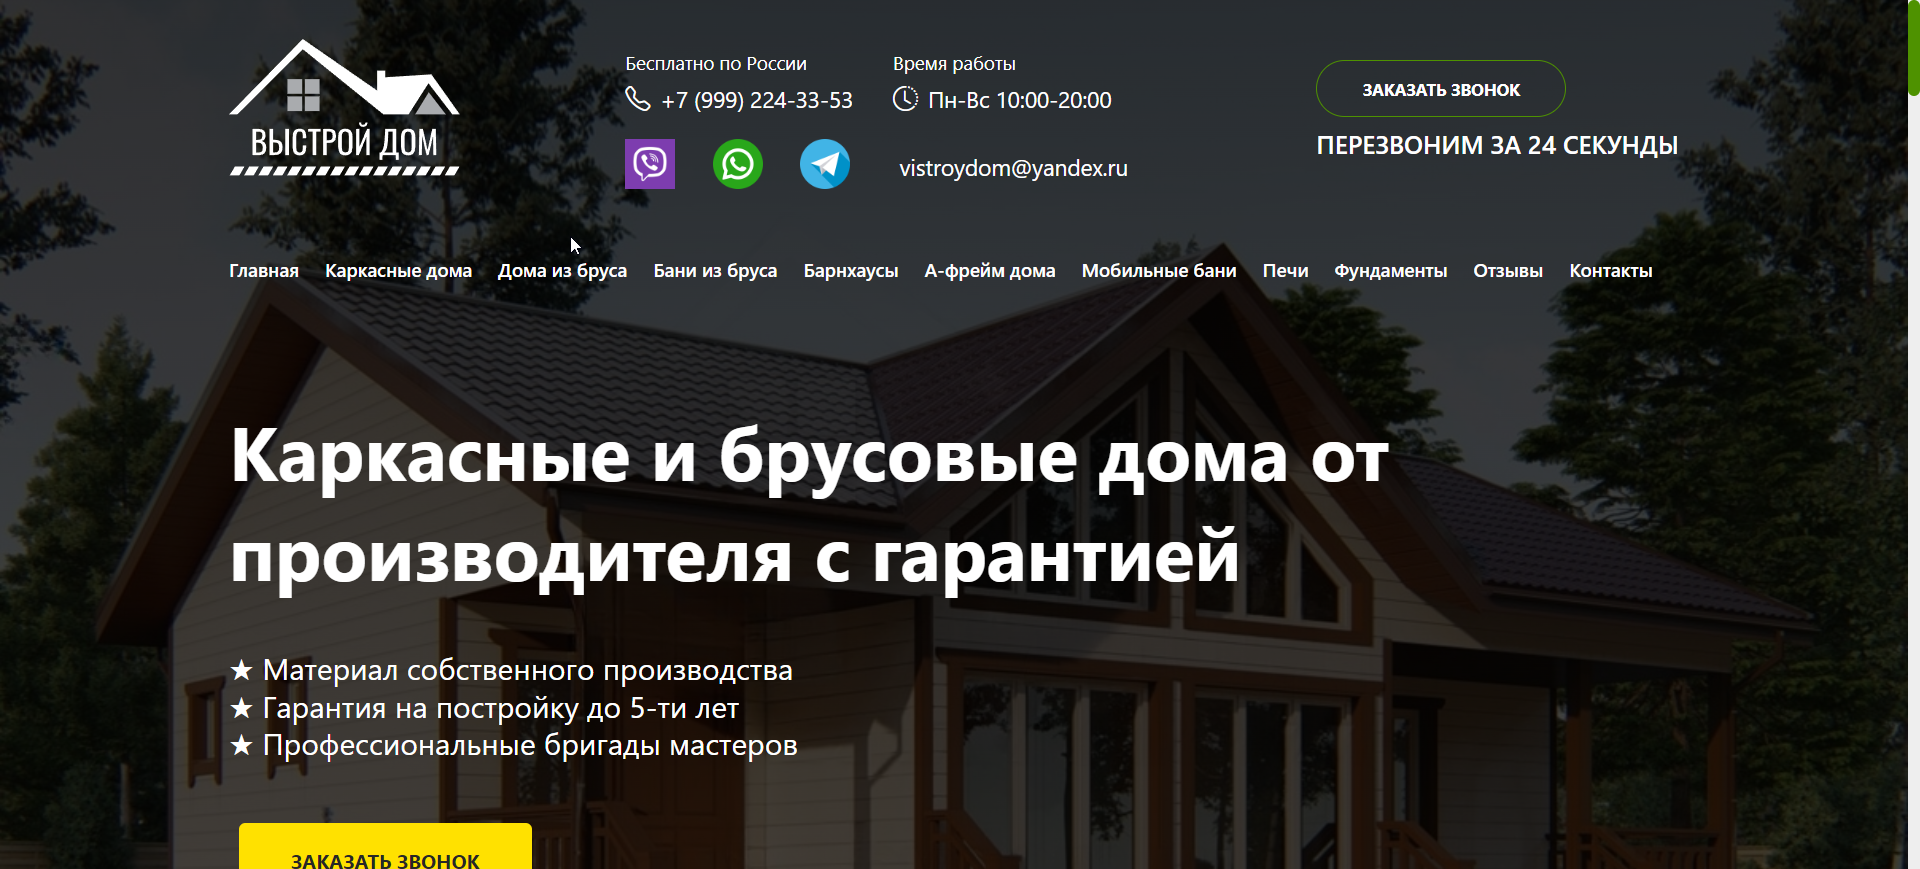 ВЫСТРОЙ ДОМ
Бесплатно по России
+7 (999) 224-33-53
Время работы
Пн-Вс 10:00-20:00
vistroydom@yandex.ru
ЗАКАЗАТЬ ЗВОНОК
ПЕРЕЗВОНИМ ЗА 24 СЕКУНДЫ
Главная Каркасные дома Дома из бруса Бани из бруса Барнхаусы А-фрейм дома Мобильные бани Печи Фундаменты Отзывы Контакты
Каркасные и брусовые дома от
производителя с гарантией
★ Материал собственного производства
★ Гарантия на постройку до 5-ти лет
★ Профессиональные бригады мастеров
ЗАКАЗАТЬ ЗВОНОК